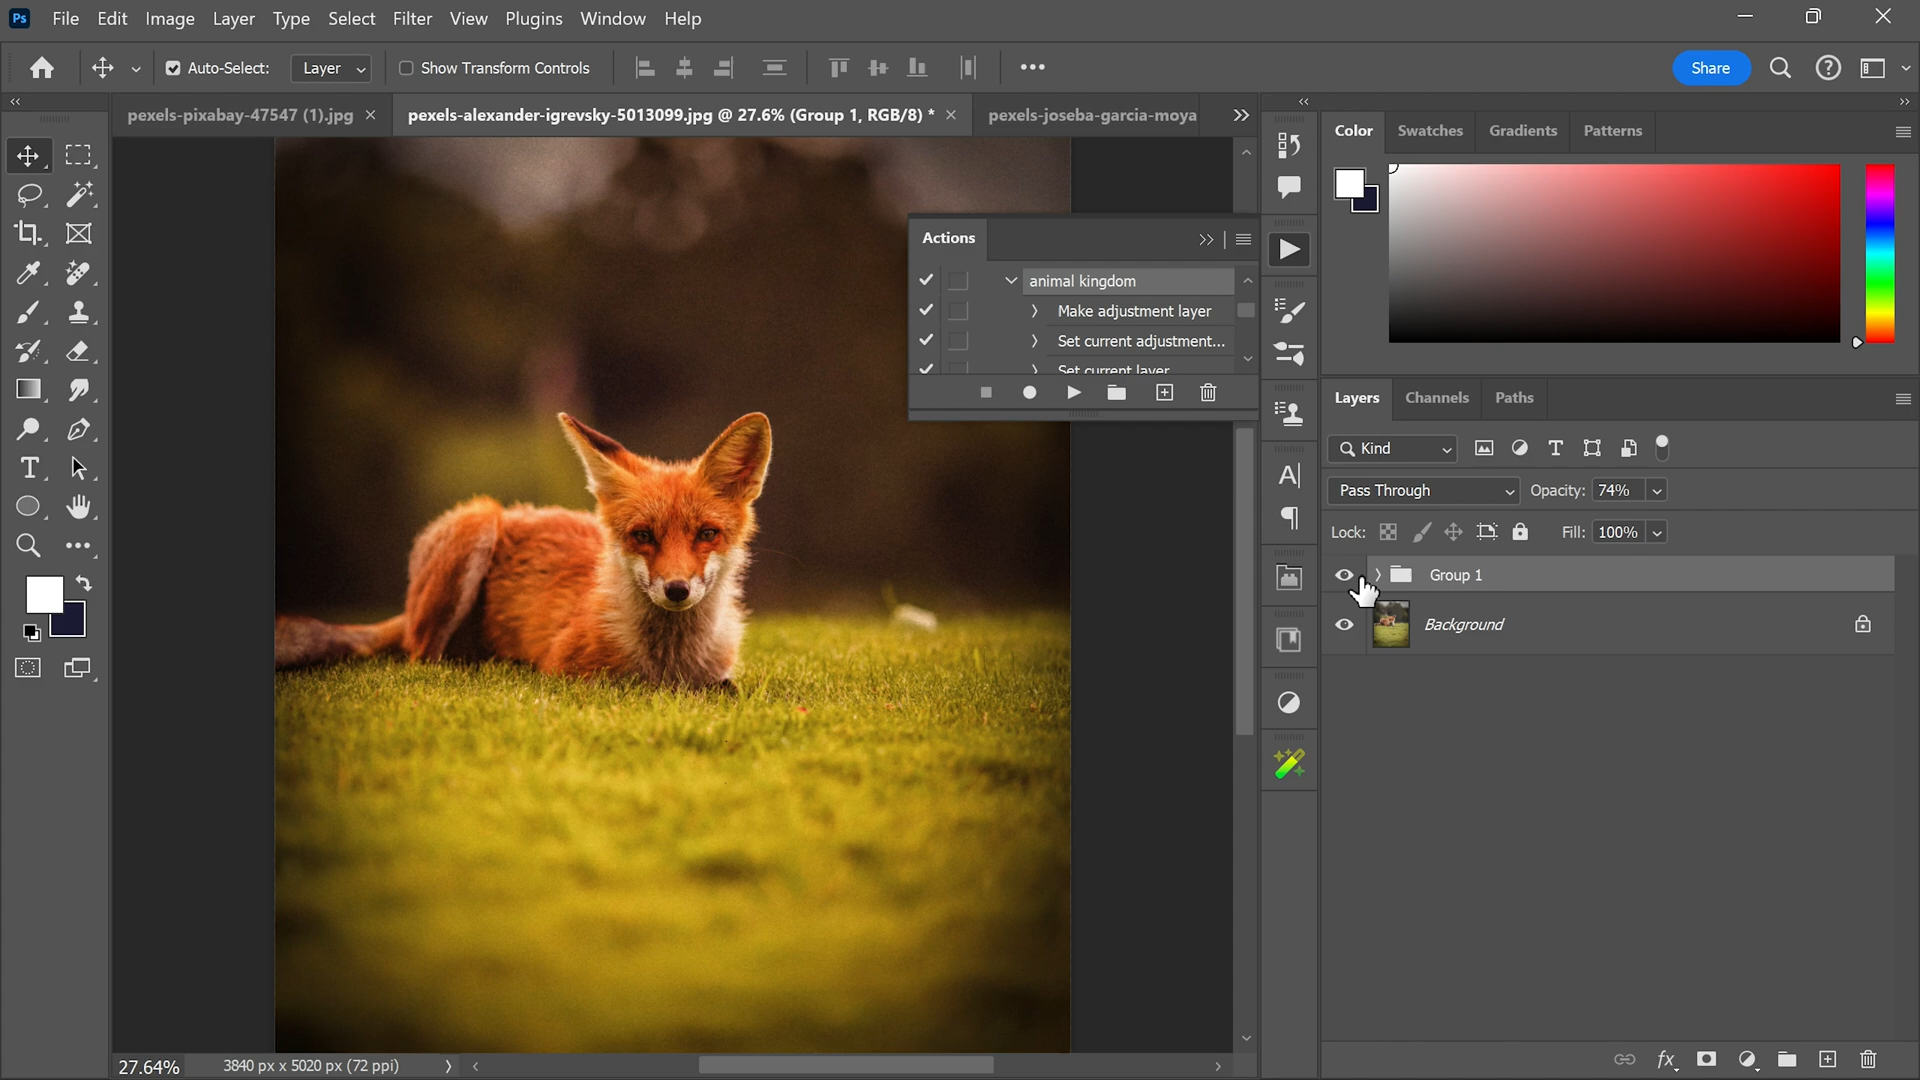 Ps File Edit Image Layer Type Select Filter View Plugins Window Help
Auto-Select: Layer Show Transform Controls Share
pexels-pixabay-47547 (1).jpg pexels-alexander-igrevsky-5013099.jpg @ 27.6% (Group 1, RGB/8) * pexels-joseba-garcia-moya
Color Swatches Gradients Patterns
Actions
animal kingdom
Make adjustment layer
Set current adjustment...
Set current layer
Layers Channels Paths
Kind
Pass Through Opacity: 74%
Lock: Fill: 100%
Group 1
Background
27.64% 3840 px x 5020 px (72 ppi)
fx